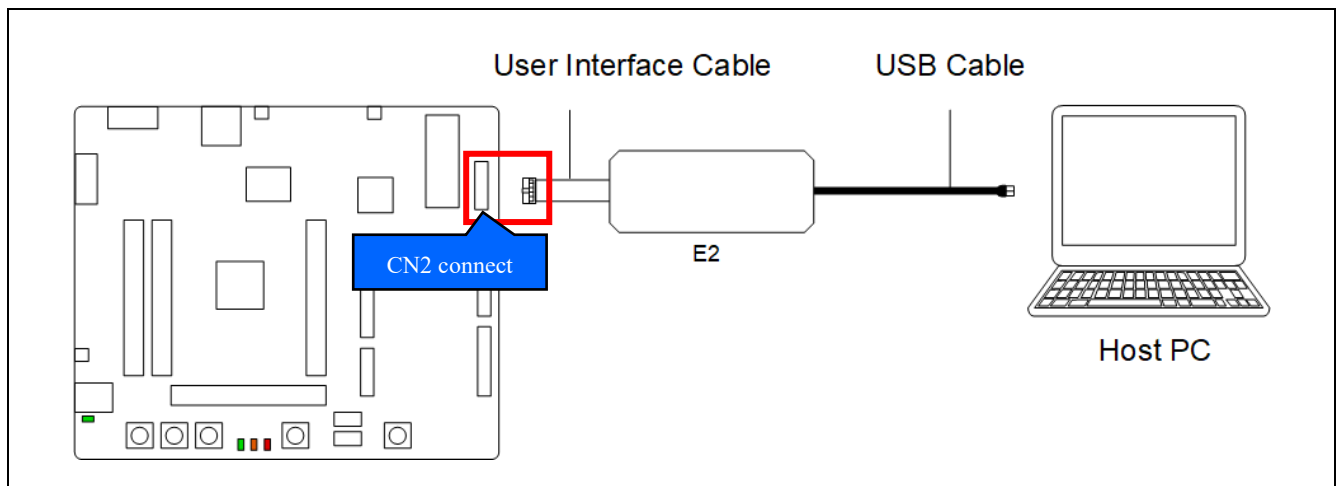 User Interface Cable
USB Cable
CN2 connect
E2
Host PC